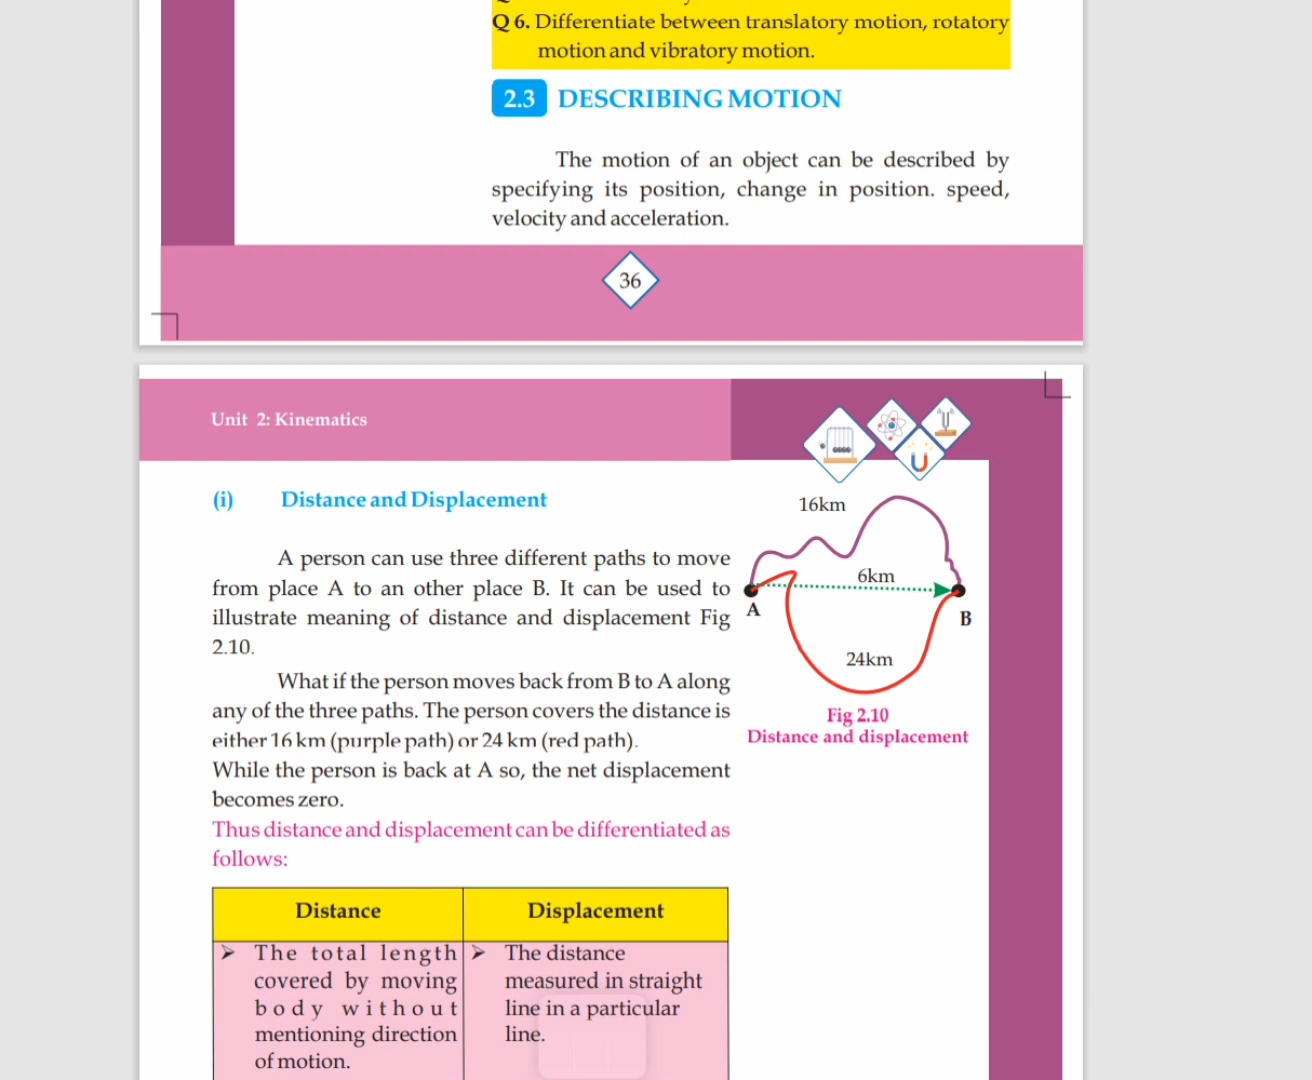 Q 6. Differentiate between translatory motion, rotatory
motion and vibratory motion.
2.3 DESCRIBING MOTION
The motion of an object can be described by
specifying its position, change in position. speed,
velocity and acceleration.
36
Unit 2: Kinematics
(i) Distance and Displacement
A person can use three different paths to move
from place A to an other place B. It can be used to
illustrate meaning of distance and displacement Fig
2.10.
What if the person moves back from B to A along
any of the three paths. The person covers the distance is
either 16 km (purple path) or 24 km (red path).
While the person is back at A so, the net displacement
becomes zero.
Thus distance and displacement can be differentiated as
follows:
16km
6km
A
B
24km
Fig 2.10
Distance and displacement
Distance
Displacement
➢ The total length
covered by moving
body without
mentioning direction
of motion.
➢ The distance
measured in straight
line in a particular
line.